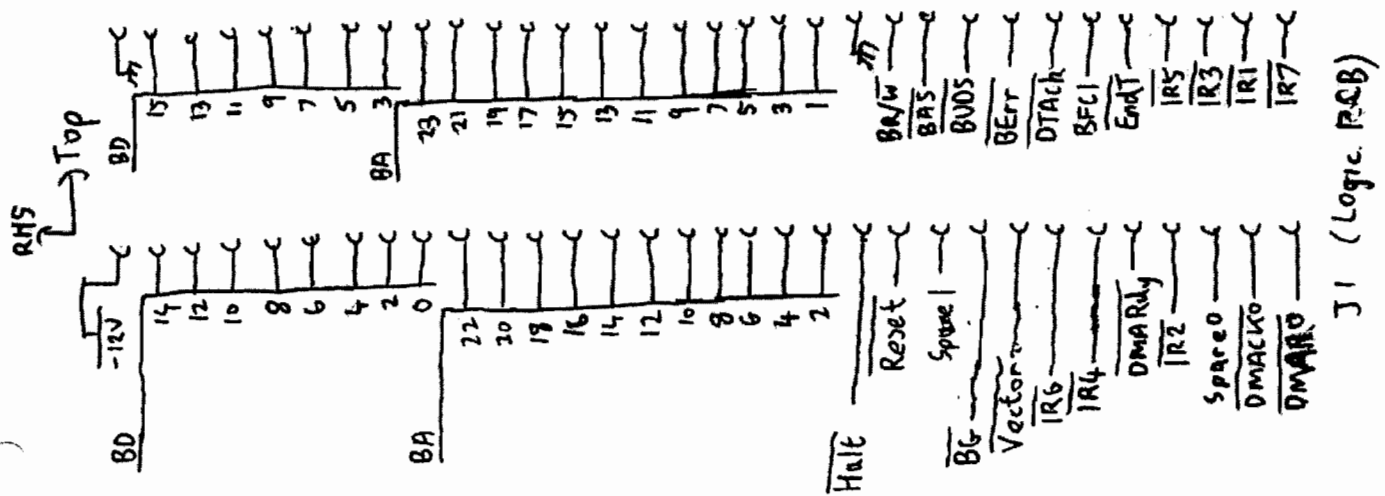 RHS
Top
BD
15
13
11
9
7
5
3
BA
23
21
19
17
15
13
11
9
7
5
3
1
BR/W
BAS
BUDS
BErr
DTACK
BFC1
EndT
IR5
IR3
IR1
IR7
-12V
BD
14
12
10
8
6
4
2
0
BA
22
20
18
16
14
12
10
8
6
4
2
Halt
Reset
Spare1
BG
Vector
IR6
IR4
DMARdy
IR2
Spare0
DMACK0
DMAR0
J1 (Logic PCB)